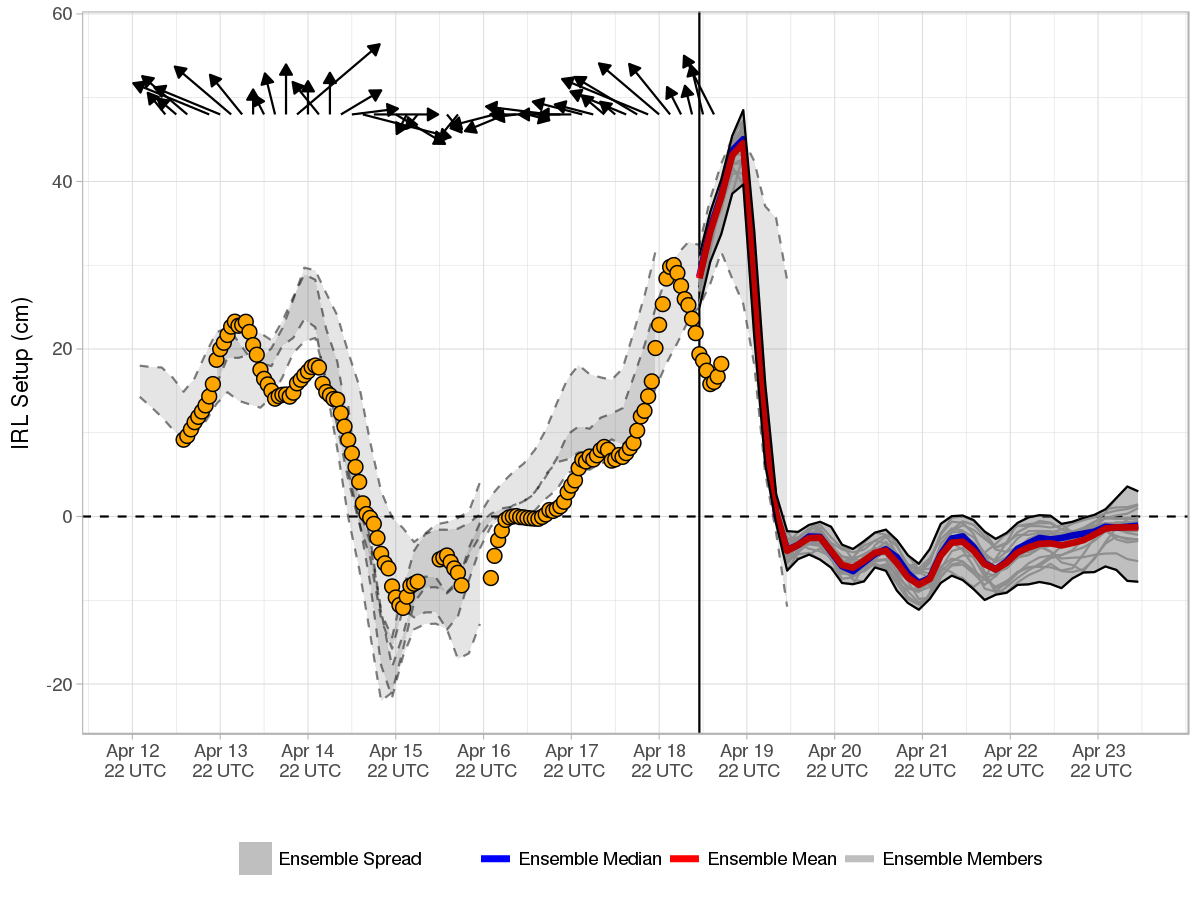 60
40
20
0
-20
IRL Setup (cm)
Apr 12 Apr 13 Apr 14 Apr 15 Apr 16 Apr 17 Apr 18 Apr 19 Apr 20 Apr 21 Apr 22 Apr 23
22 UTC 22 UTC 22 UTC 22 UTC 22 UTC 22 UTC 22 UTC 22 UTC 22 UTC 22 UTC 22 UTC 22 UTC
Ensemble Spread Ensemble Median Ensemble Mean Ensemble Members